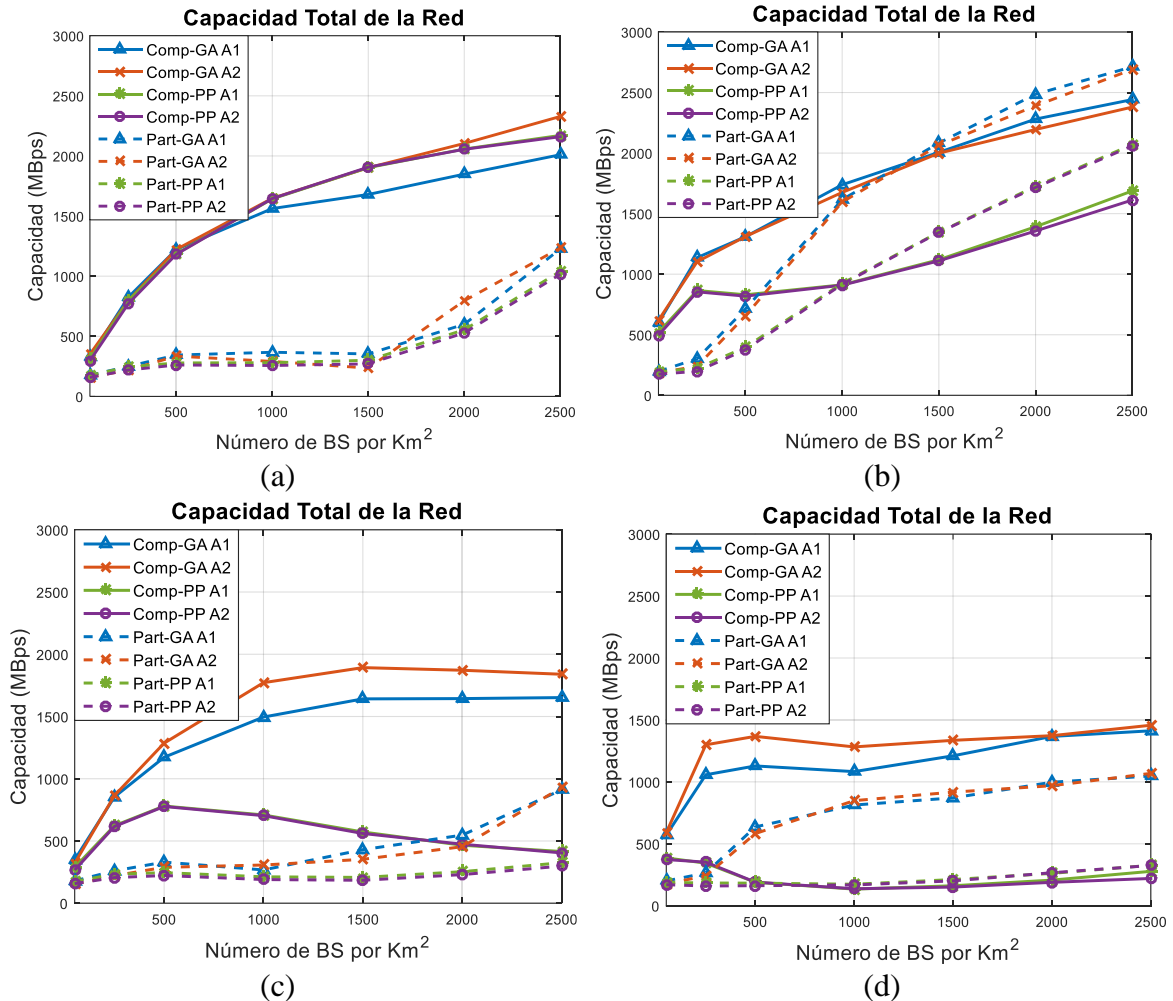 Capacidad Total de la Red
Capacidad (MBps)
3000
2500
2000
1500
1000
500
0
Comp-GA A1
Comp-GA A2
Comp-PP A1
Comp-PP A2
Part-GA A1
Part-GA A2
Part-PP A1
Part-PP A2
500 1000 1500 2000 2500
Número de BS por Km²
(a)
Capacidad Total de la Red
Capacidad (MBps)
3000
2500
2000
1500
1000
500
0
Comp-GA A1
Comp-GA A2
Comp-PP A1
Comp-PP A2
Part-GA A1
Part-GA A2
Part-PP A1
Part-PP A2
500 1000 1500 2000 2500
Número de BS por Km²
(b)
Capacidad Total de la Red
Capacidad (MBps)
3000
2500
2000
1500
1000
500
0
Comp-GA A1
Comp-GA A2
Comp-PP A1
Comp-PP A2
Part-GA A1
Part-GA A2
Part-PP A1
Part-PP A2
500 1000 1500 2000 2500
Número de BS por Km²
(c)
Capacidad Total de la Red
Capacidad (MBps)
3000
2500
2000
1500
1000
500
0
Comp-GA A1
Comp-GA A2
Comp-PP A1
Comp-PP A2
Part-GA A1
Part-GA A2
Part-PP A1
Part-PP A2
500 1000 1500 2000 2500
Número de BS por Km²
(d)